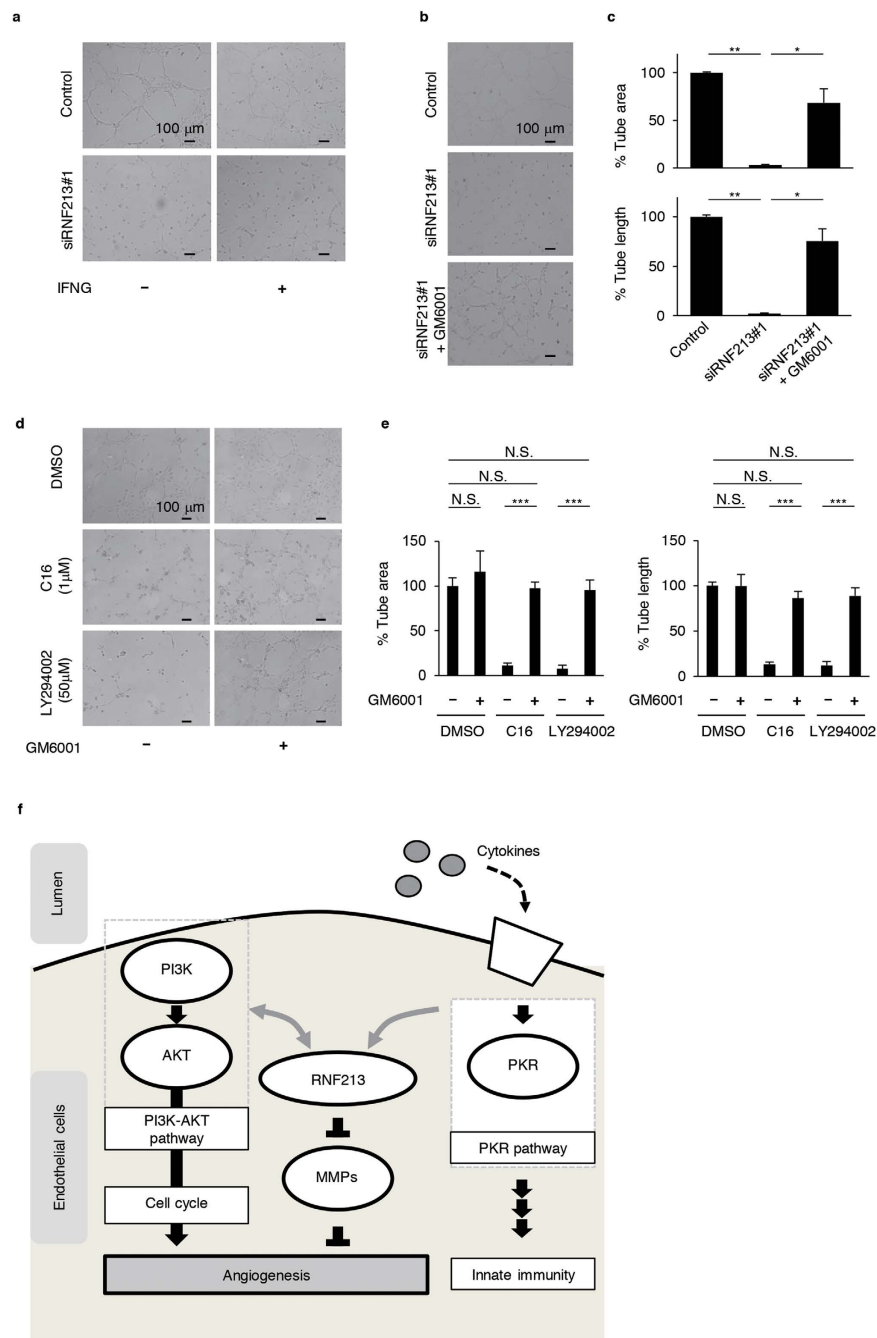 a
Control
100 μm
siRNF213#1
IFNG
−
+
b
Control
100 μm
siRNF213#1
siRNF213#1
+ GM6001
c
**
*
% Tube area
100
50
0
**
*
% Tube length
100
50
0
Control
siRNF213#1
siRNF213#1
+ GM6001
d
DMSO
100 μm
C16
(1μM)
LY294002
(50μM)
GM6001
−
+
e
N.S.
N.S.
N.S.
***
***
% Tube area
150
100
50
0
GM6001
− + − + − +
DMSO
C16
LY294002
N.S.
N.S.
N.S.
***
***
% Tube length
150
100
50
0
GM6001
− + − + − +
DMSO
C16
LY294002
f
Lumen
Cytokines
PI3K
AKT
RNF213
PKR
PI3K-AKT
pathway
PKR pathway
Endothelial cells
MMPs
Cell cycle
Angiogenesis
Innate immunity